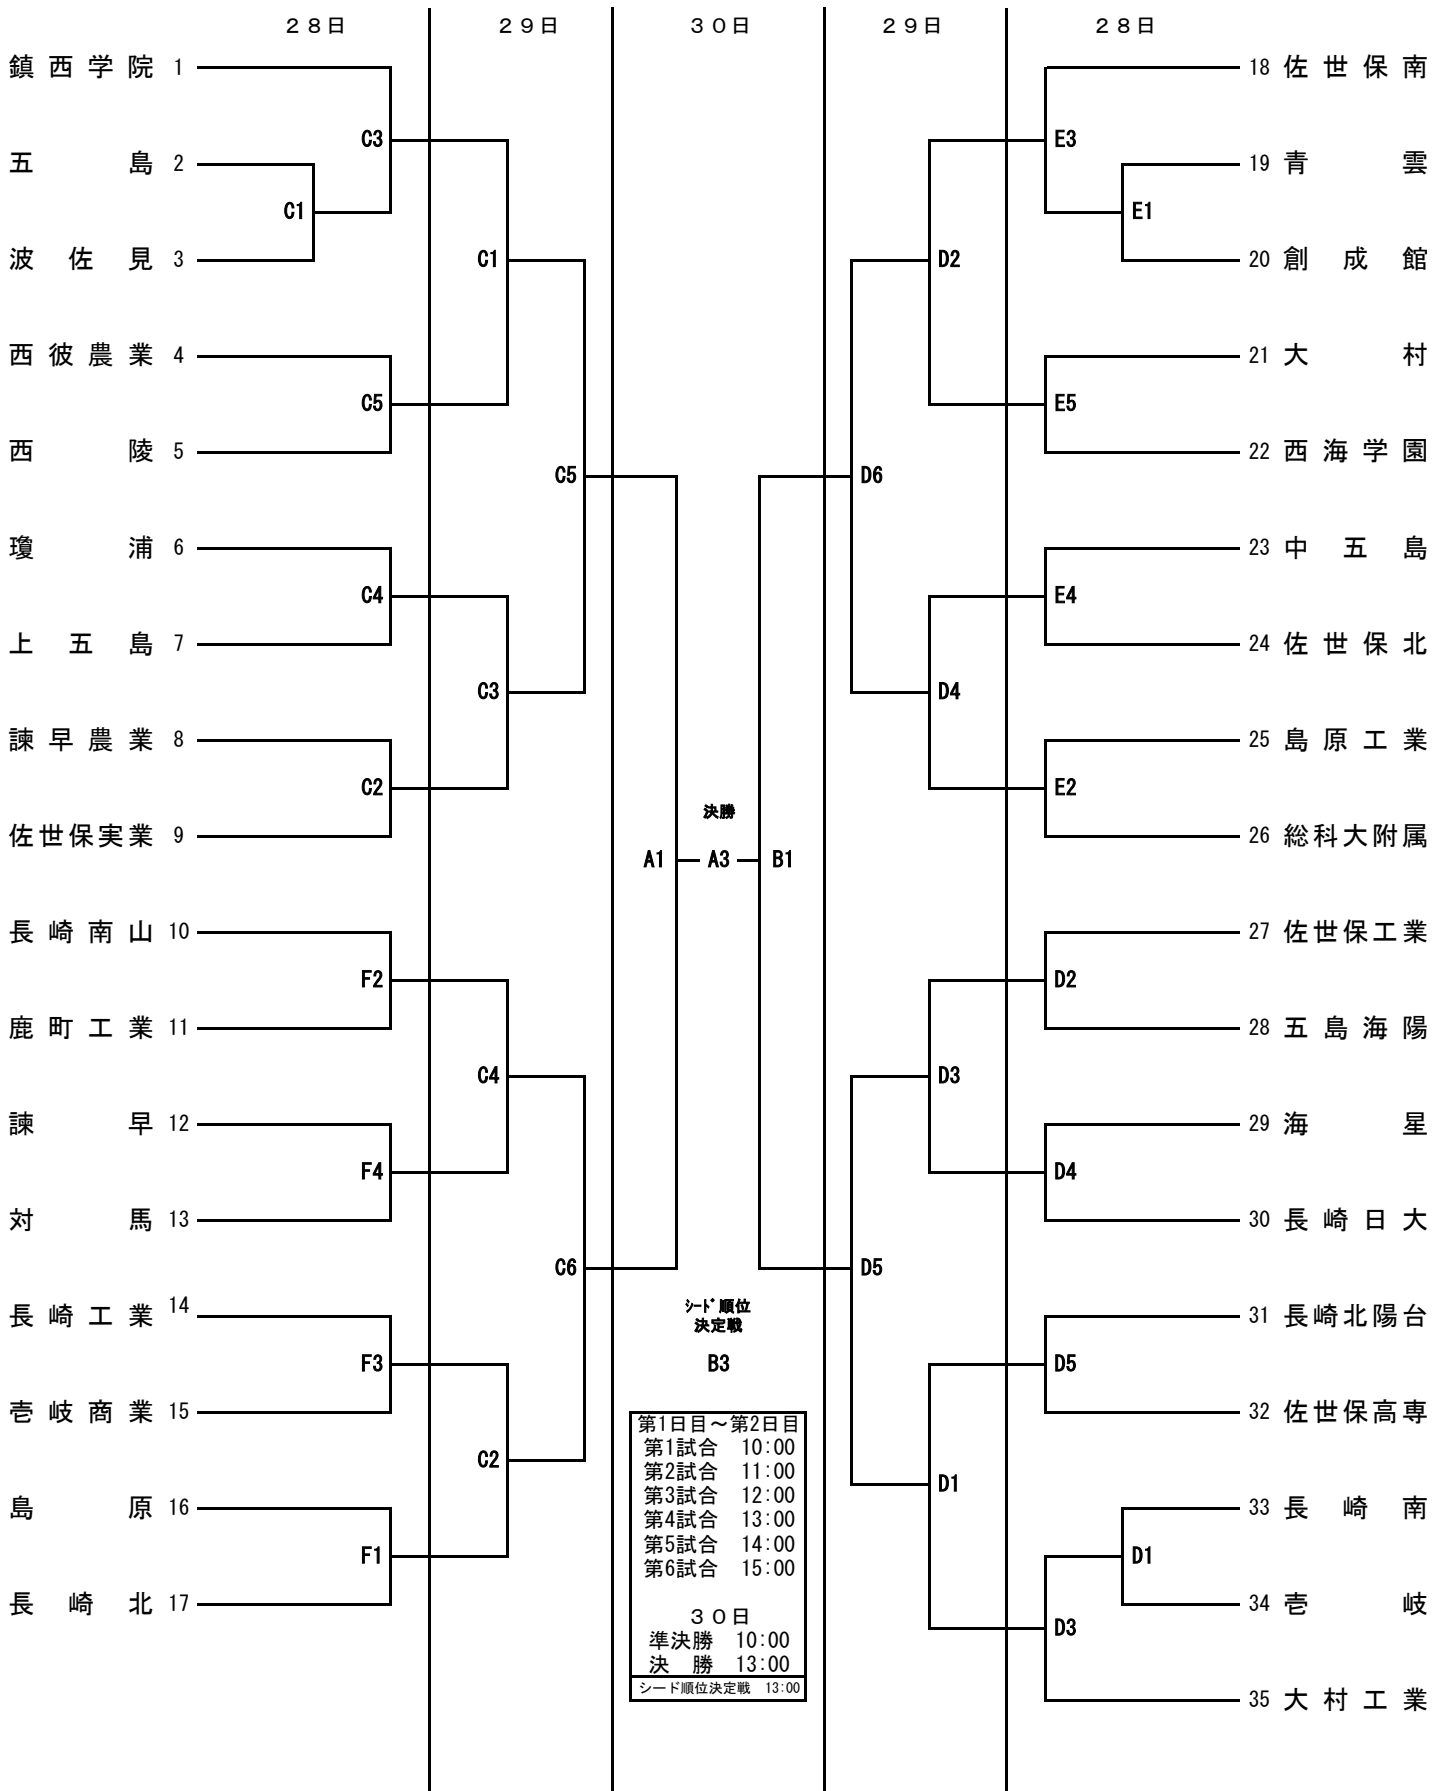 ２８日 ２９日 ３０日 ２９日 ２８日
鎮西学院 1
18 佐世保南
C3
E3
五島 2
19 青雲
C1
E1
波佐見 3
C1
D2
20 創成館
西彼農業 4
21 大村
C5
E5
西陵 5
22 西海学園
C5
D6
瓊浦 6
23 中五島
C4
E4
上五島 7
24 佐世保北
C3
D4
諫早農業 8
25 島原工業
C2
E2
決勝
佐世保実業 9
26 総科大附属
A1 A3 B1
長崎南山 10
27 佐世保工業
F2
D2
鹿町工業 11
28 五島海陽
C4
D3
諫早 12
29 海星
F4
D4
対馬 13
30 長崎日大
C6
D5
ｼｰﾄﾞ順位
決定戦
長崎工業 14
31 長崎北陽台
F3
B3
D5
壱岐商業 15
32 佐世保高専
C2
D1
第1日目～第2日目
第1試合 10:00
第2試合 11:00
第3試合 12:00
第4試合 13:00
第5試合 14:00
第6試合 15:00
３０日
準決勝 10:00
決勝 13:00
シード順位決定戦 13:00
島原 16
33 長崎南
F1
D1
長崎北 17
34 壱岐
D3
35 大村工業